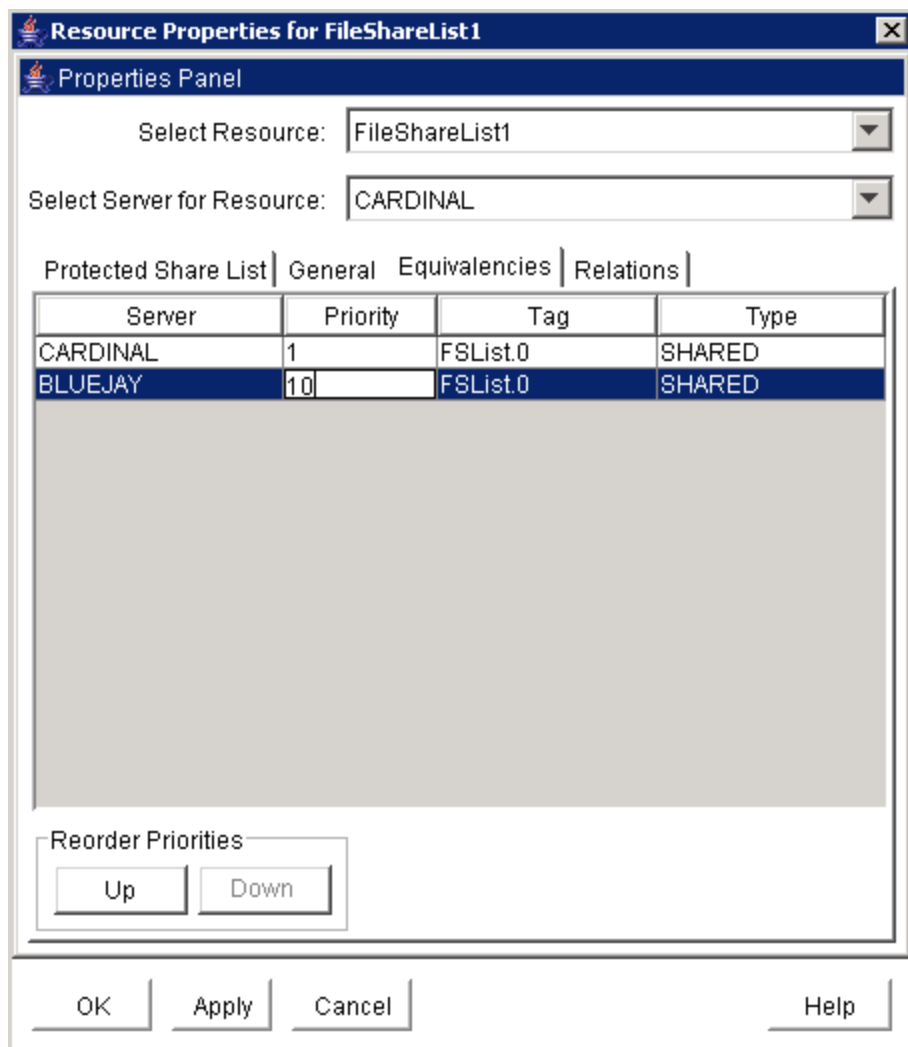 Resource Properties for FileShareList1
Properties Panel
Select Resource: FileShareList1
Select Server for Resource: CARDINAL
Protected Share List General Equivalencies Relations
Server Priority Tag Type
CARDINAL 1 FSList.0 SHARED
BLUEJAY 10 FSList.0 SHARED
Reorder Priorities
Up Down
OK Apply Cancel Help